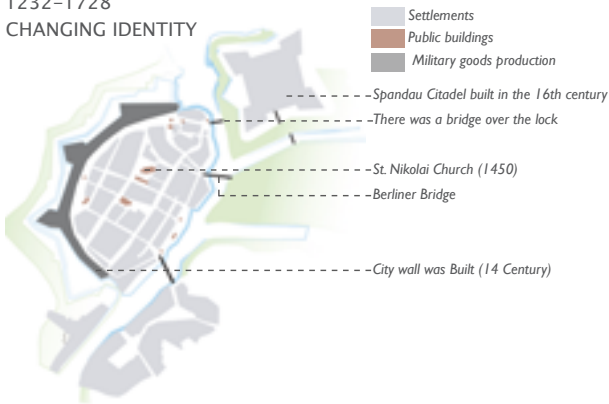 1232-1728
CHANGING IDENTITY
Settlements
Public buildings
Military goods production
Spandau Citadel built in the 16th century
There was a bridge over the lock
St. Nikolai Church (1450)
Berliner Bridge
City wall was Built (14 Century)